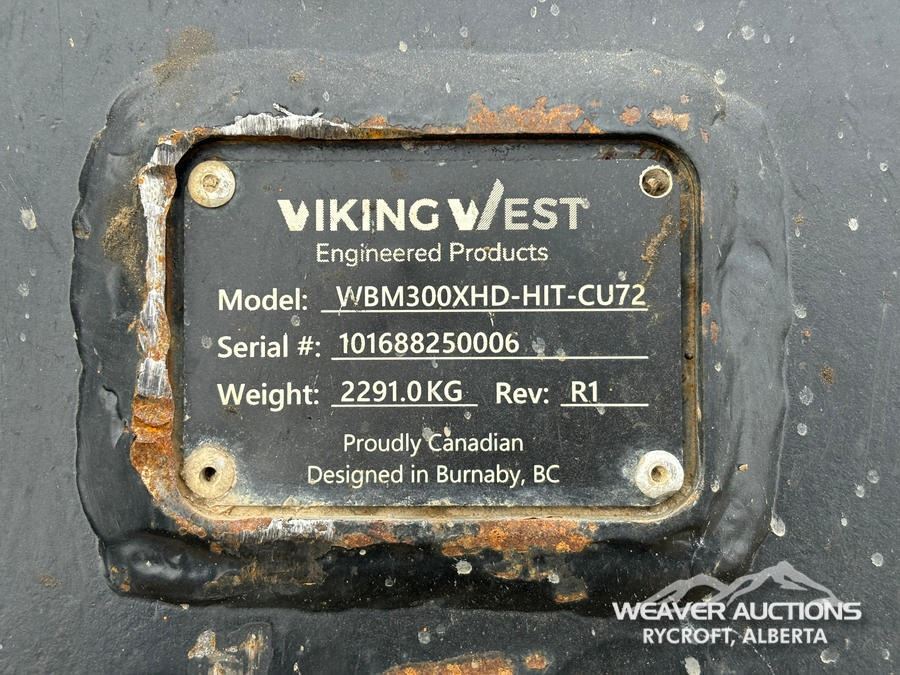 VIKING WEST
Engineered Products
Model: WBM300XHD-HIT-CU72
Serial #: 101688250006
Weight: 2291.0 KG Rev: R1
Proudly Canadian
Designed in Burnaby, BC
WEAVER AUCTIONS
RYCROFT, ALBERTA